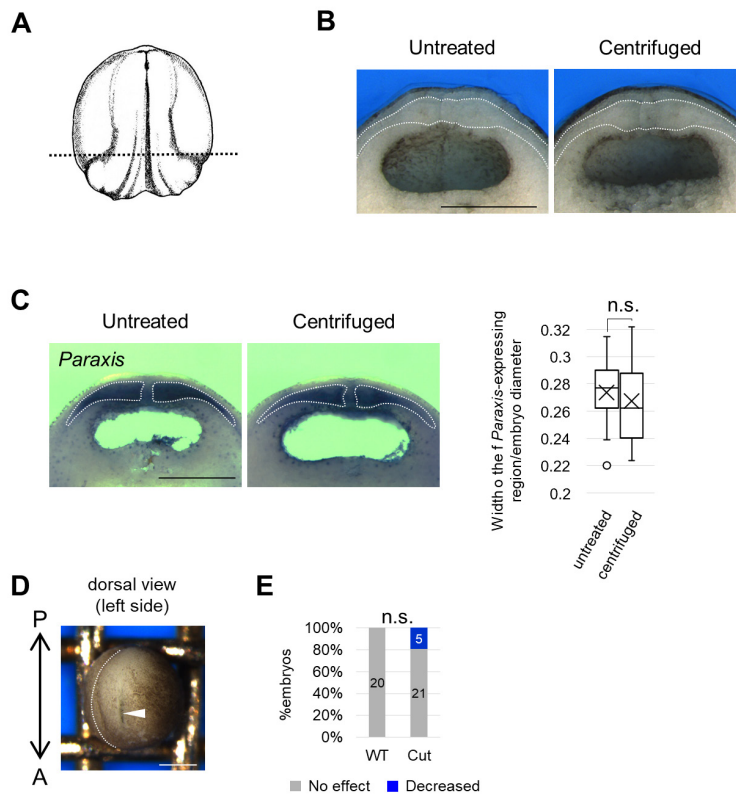 A
B
Untreated
Centrifuged
C
Untreated
Centrifuged
Paraxis
n.s.
0.32
0.3
0.28
0.26
0.24
0.22
0.2
Width o the f Paraxis-expressing
region/embryo diameter
untreated
centrifuged
D
dorsal view
(left side)
P
A
E
n.s.
100%
80%
60%
40%
20%
0%
%embryos
20
5
21
WT
Cut
No effect
Decreased